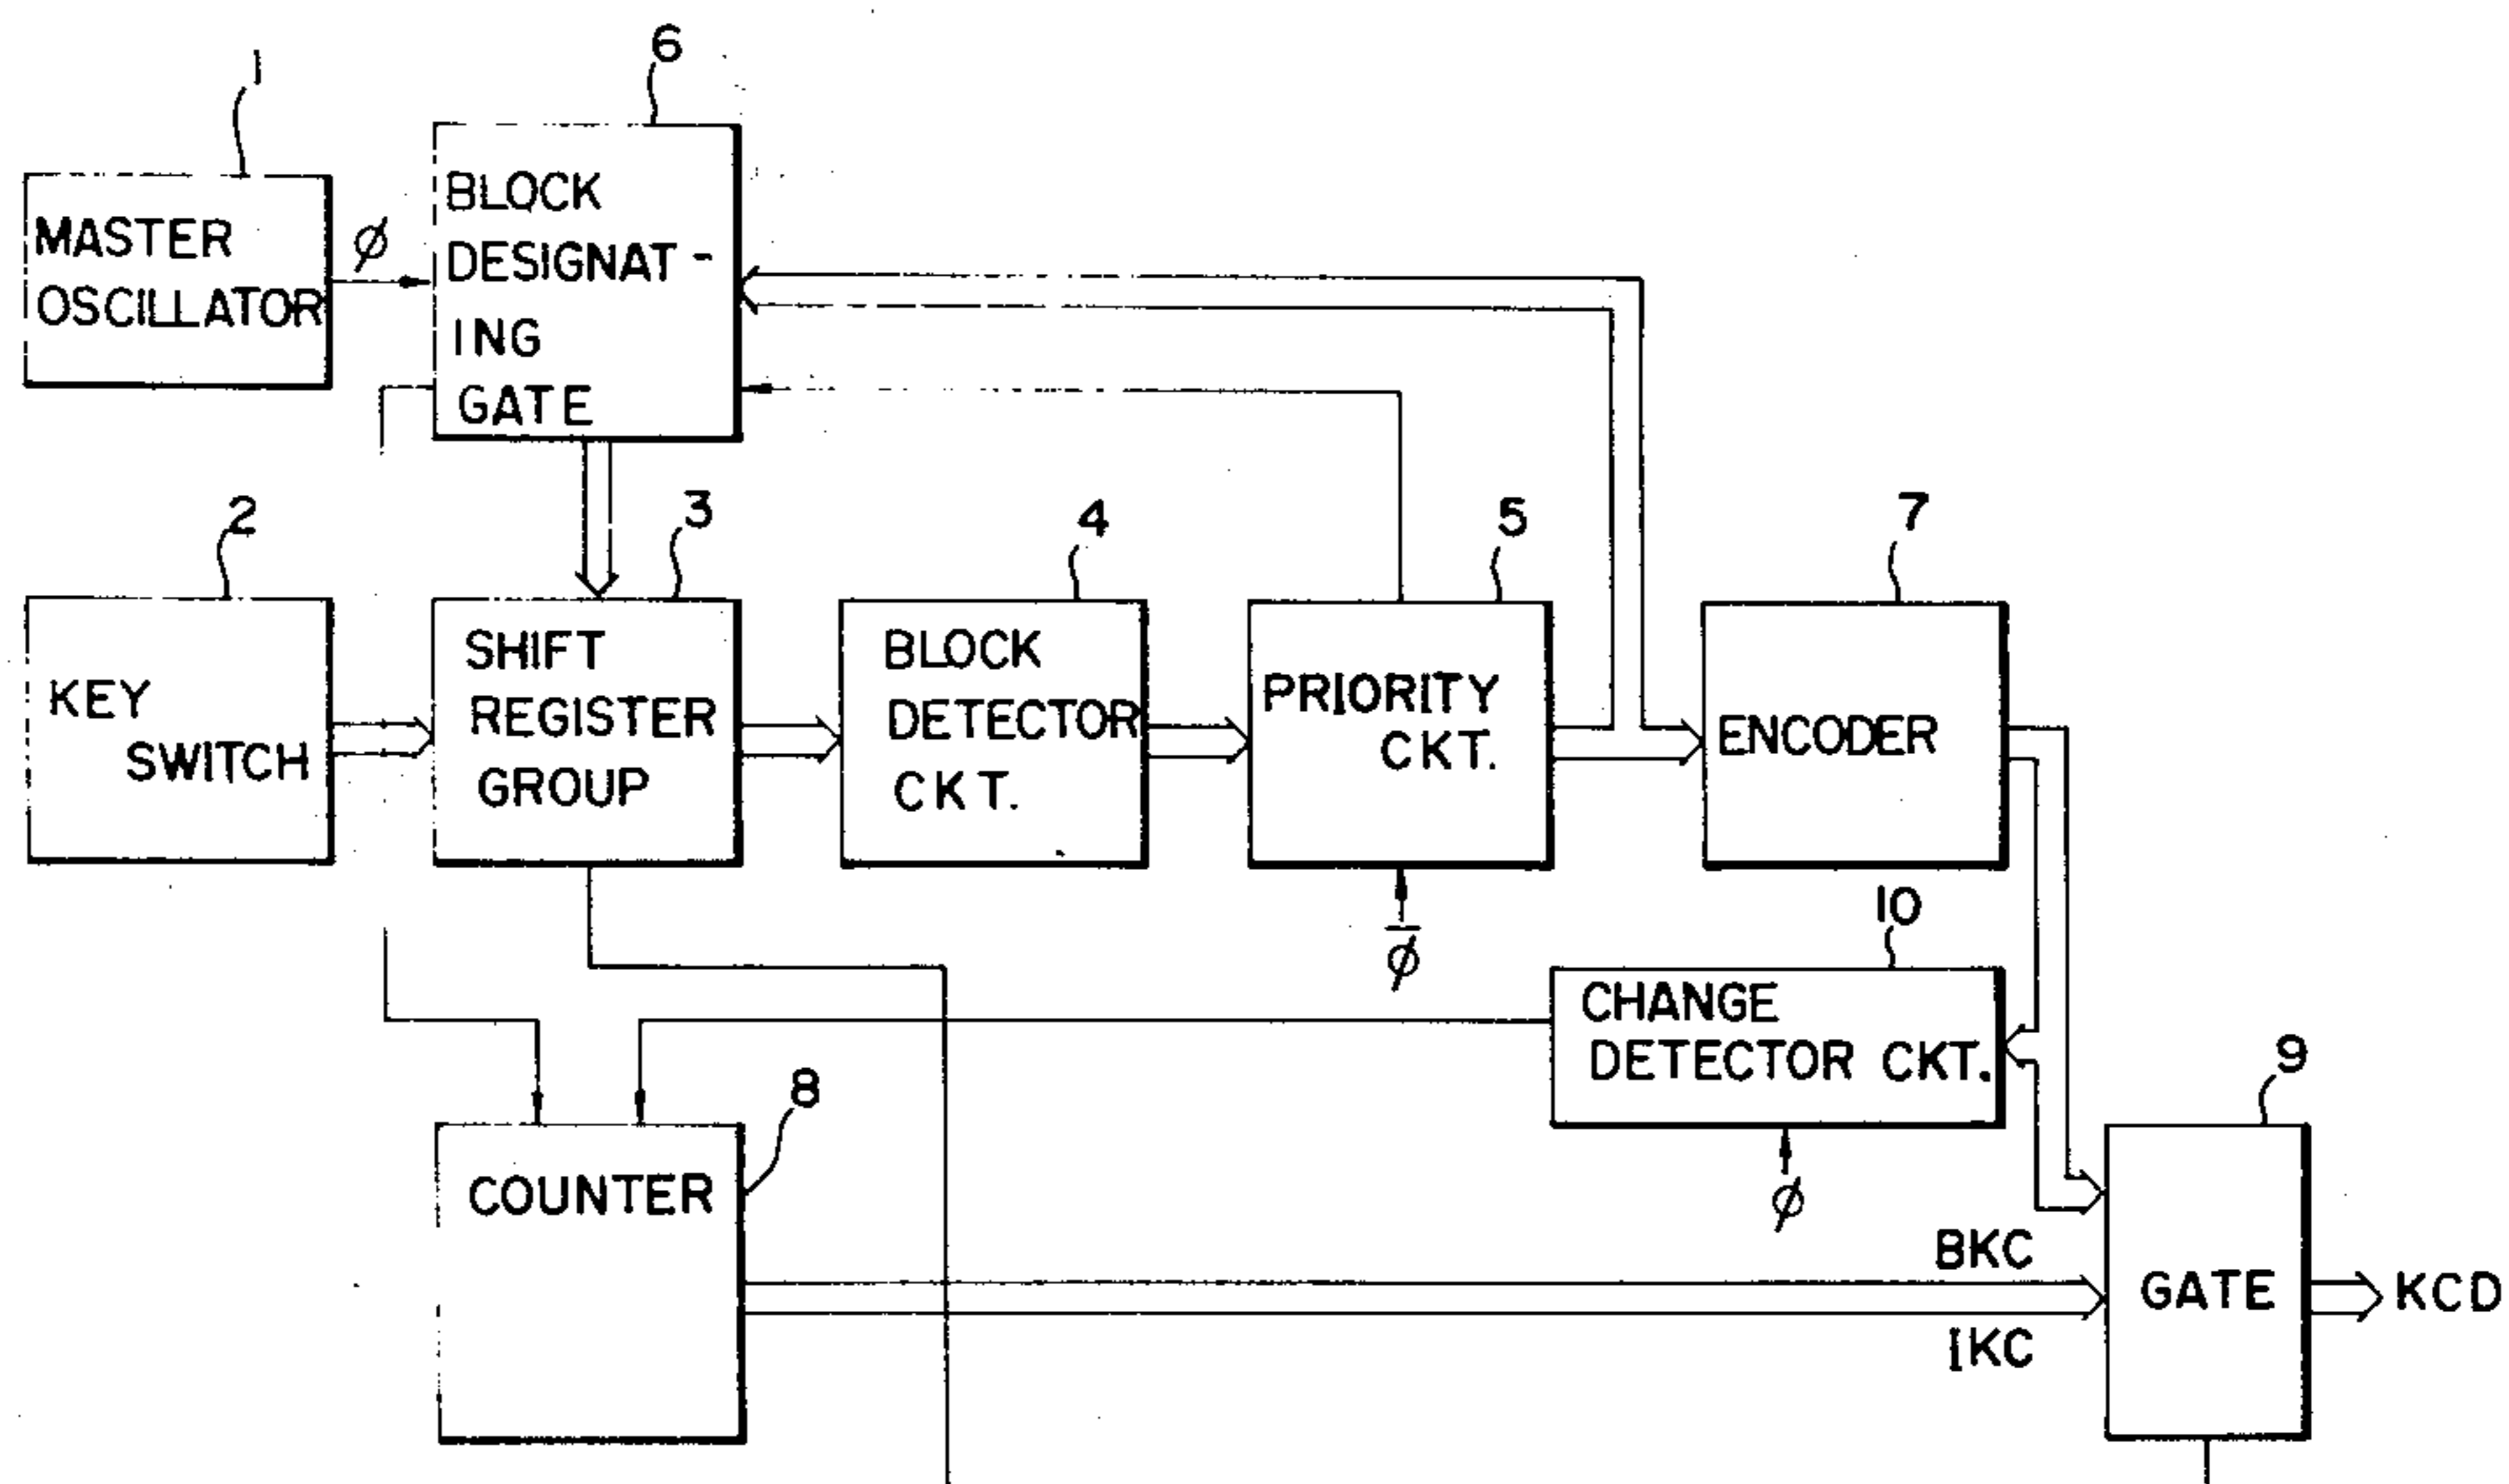 1
6
MASTER
OSCILLATOR
ø
BLOCK
DESIGNAT-
ING
GATE
2
3
4
5
7
KEY
SWITCH
SHIFT
REGISTER
GROUP
BLOCK
DETECTOR
CKT.
PRIORITY
CKT.
ENCODER
ø̅
10
CHANGE
DETECTOR CKT.
ø
8
COUNTER
9
BKC
IKC
GATE
KCD